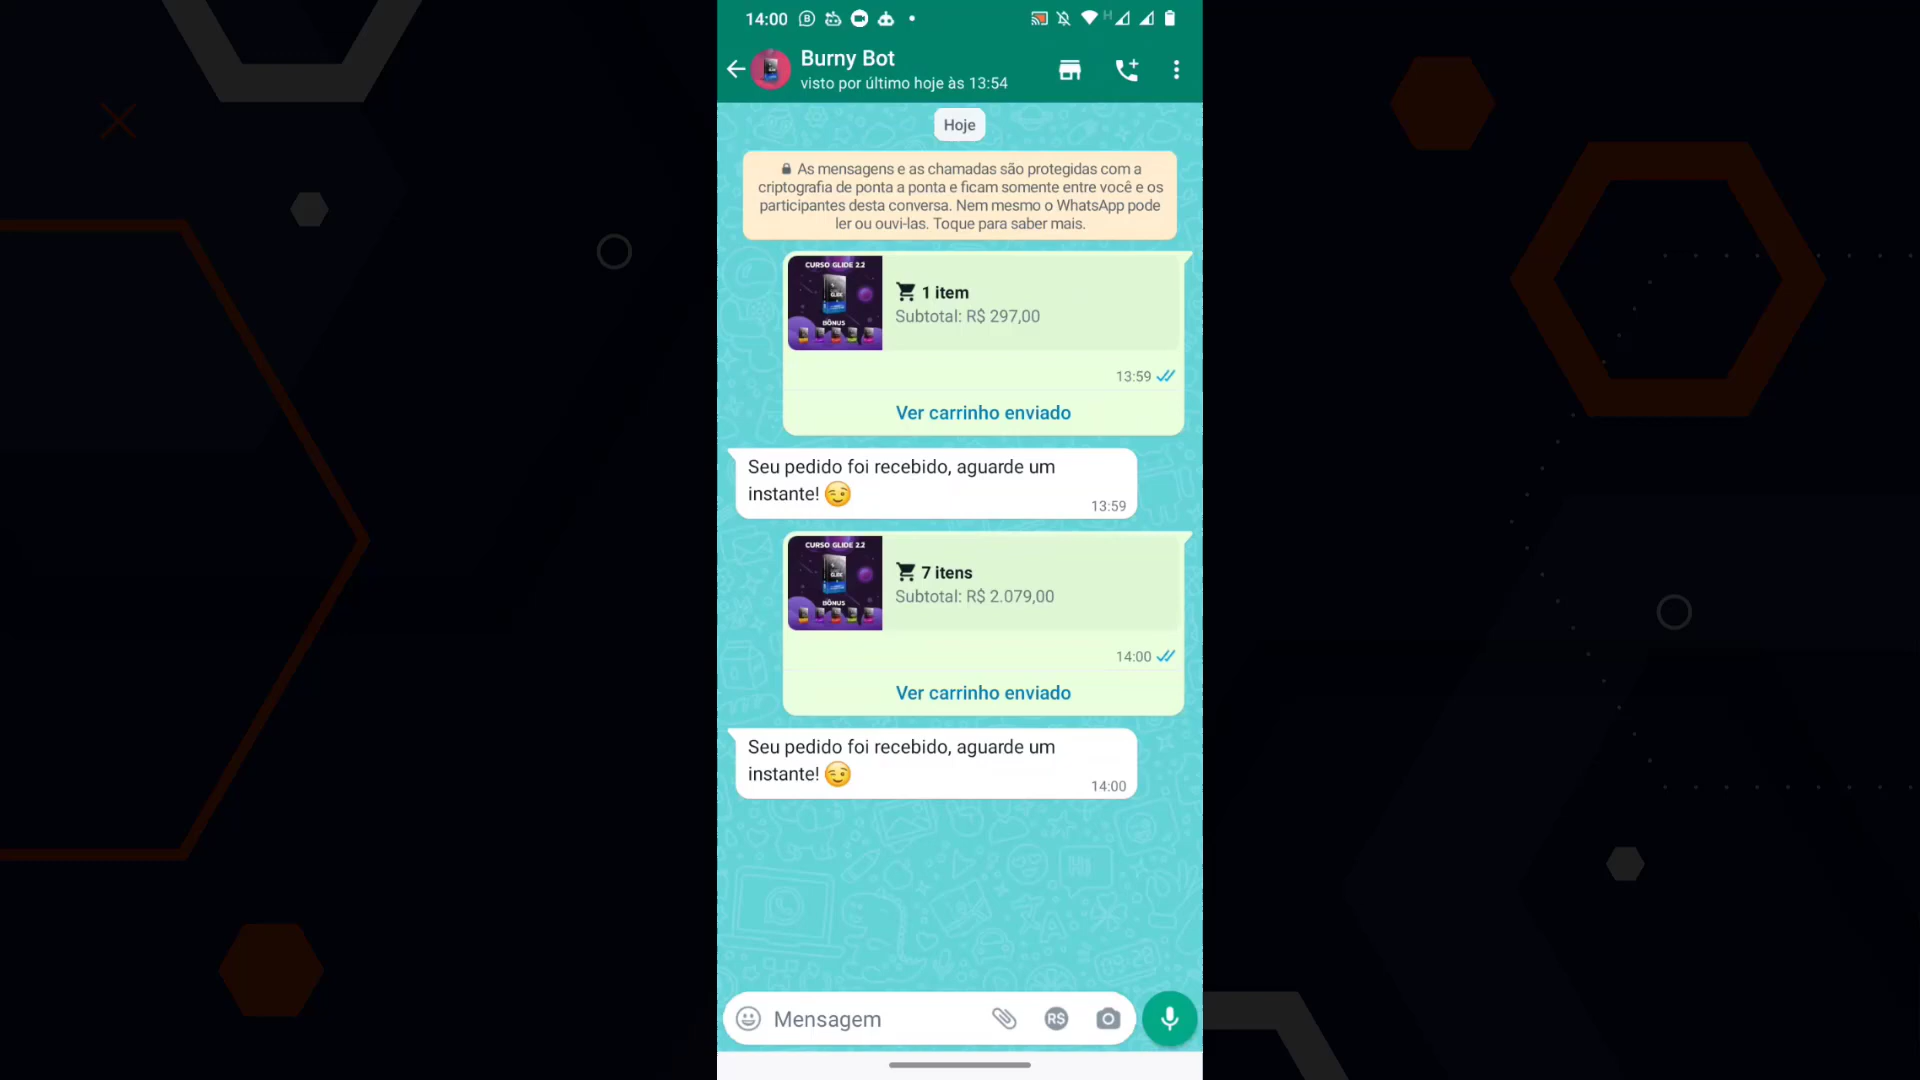 14:00
Burny Bot
visto por último hoje às 13:54
Hoje
As mensagens e as chamadas são protegidas com a
criptografia de ponta a ponta e ficam somente entre você e os
participantes desta conversa. Nem mesmo o WhatsApp pode
ler ou ouvi-las. Toque para saber mais.
CURSO GLIDE 2.2
GLIDE
BÔNUS
1 item
Subtotal: R$ 297,00
13:59
Ver carrinho enviado
Seu pedido foi recebido, aguarde um
instante! 😉
13:59
CURSO GLIDE 2.2
GLIDE
BÔNUS
7 itens
Subtotal: R$ 2.079,00
14:00
Ver carrinho enviado
Seu pedido foi recebido, aguarde um
instante! 😉
14:00
Mensagem
R$